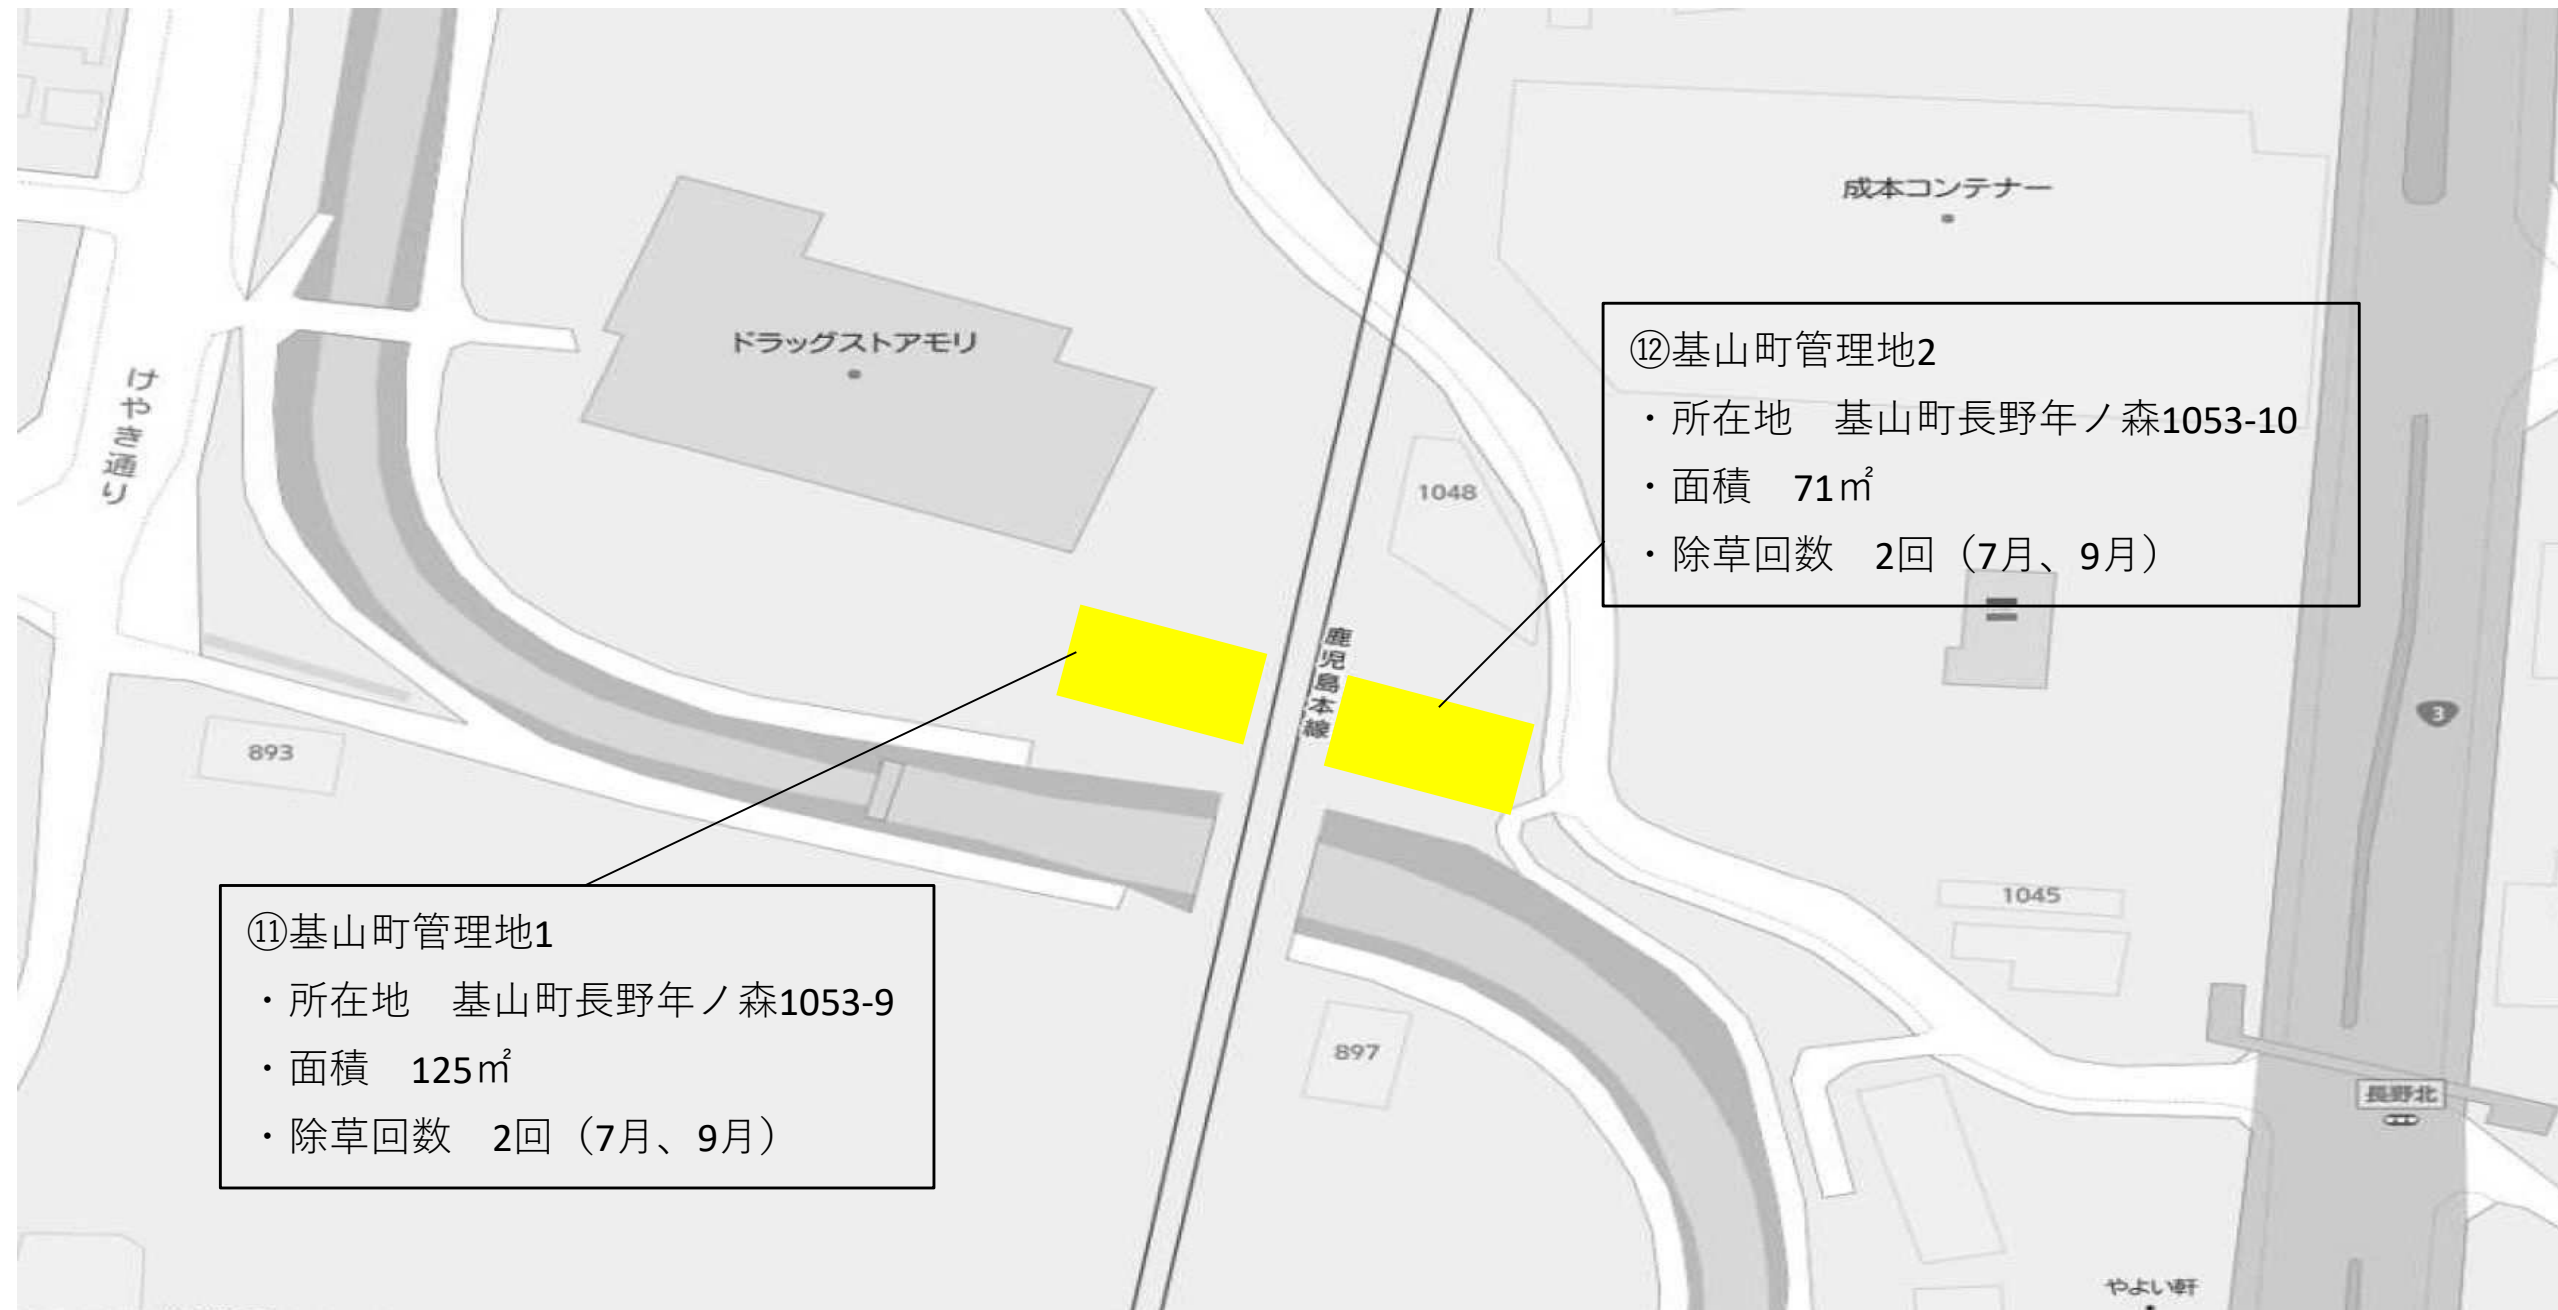 成本コンテナー
ドラッグストアモリ
けやき通り
⑫基山町管理地2
・所在地　基山町長野年ノ森1053-10
・面積　71㎡
・除草回数　2回（7月、9月）
1048
鹿児島本線
3
893
⑪基山町管理地1
・所在地　基山町長野年ノ森1053-9
・面積　125㎡
・除草回数　2回（7月、9月）
1045
897
長野北
やよい軒